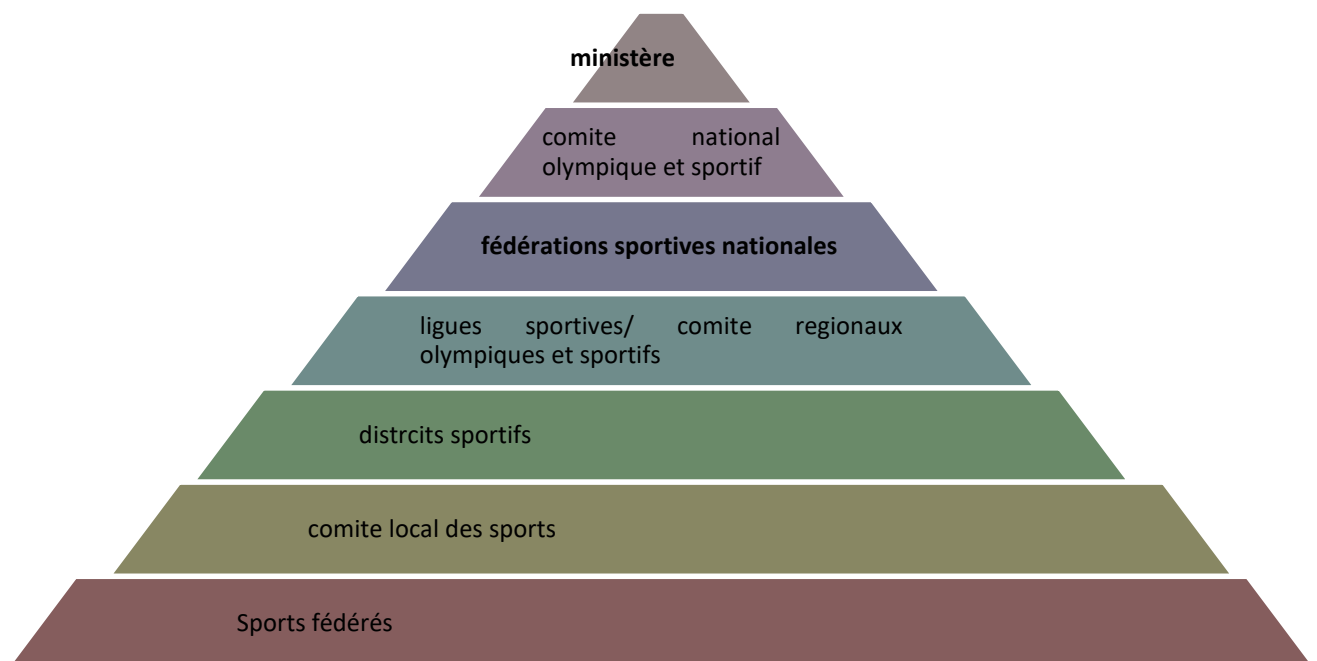 ministère
comite national
olympique et sportif
fédérations sportives nationales
ligues sportives/ comite regionaux
olympiques et sportifs
distrcits sportifs
comite local des sports
Sports fédérés